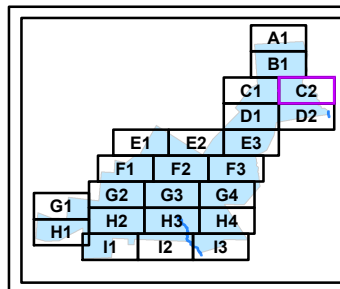 A1
B1
C1 C2
D1 D2
E1 E2 E3
F1 F2 F3
G1 G2 G3 G4
H1 H2 H3 H4
I1 I2 I3